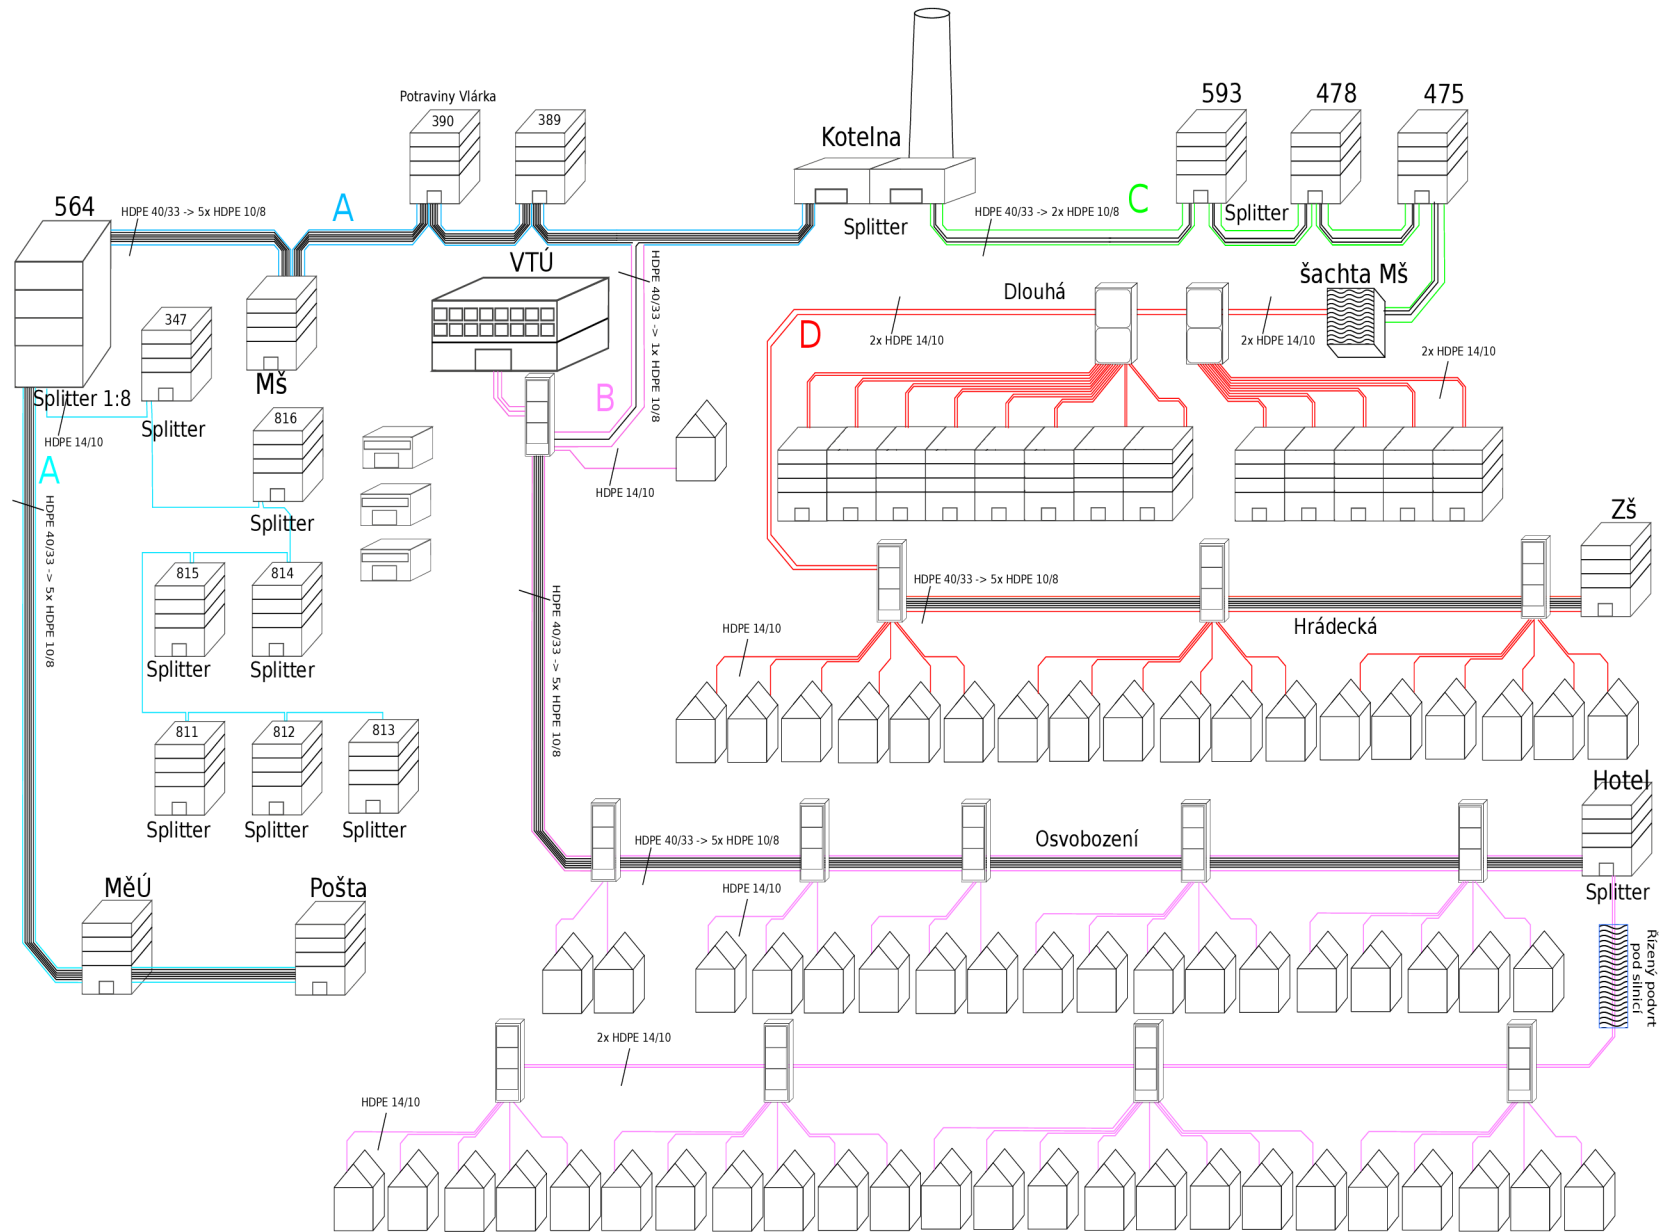 593
478
475
Potraviny Vlárka
390
389
Kotelna
564
HDPE 40/33 -> 5x HDPE 10/8
A
HDPE 40/33 -> 2x HDPE 10/8
C
Splitter
Splitter
VTÚ
HDPE 40/33 -> 1x HDPE 10/8
šachta Mš
Dlouhá
347
D
2x HDPE 14/10
2x HDPE 14/10
2x HDPE 14/10
Mš
B
Splitter 1:8
HDPE 14/10
Splitter
816
A
HDPE 40/33 -> 5x HDPE 10/8
HDPE 14/10
Splitter
Zš
815
814
HDPE 40/33 -> 5x HDPE 10/8
HDPE 40/33 -> 5x HDPE 10/8
Hrádecká
HDPE 14/10
Splitter
Splitter
811
812
813
Hotel
Splitter
Splitter
Splitter
HDPE 40/33 -> 5x HDPE 10/8
Osvobození
MěÚ
Pošta
HDPE 14/10
Splitter
Řízený podvrt
pod silnicí
2x HDPE 14/10
HDPE 14/10